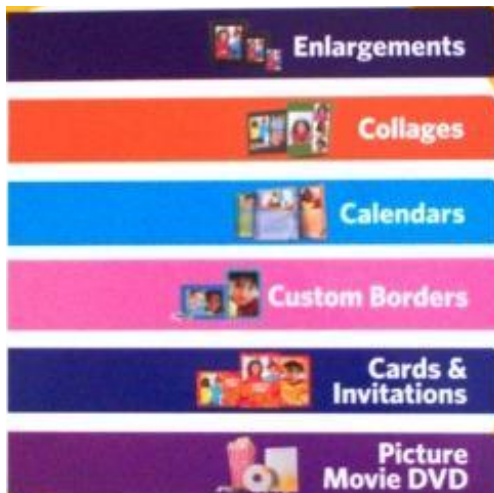 Enlargements
Collages
Calendars
Custom Borders
Cards &
Invitations
Picture
Movie DVD